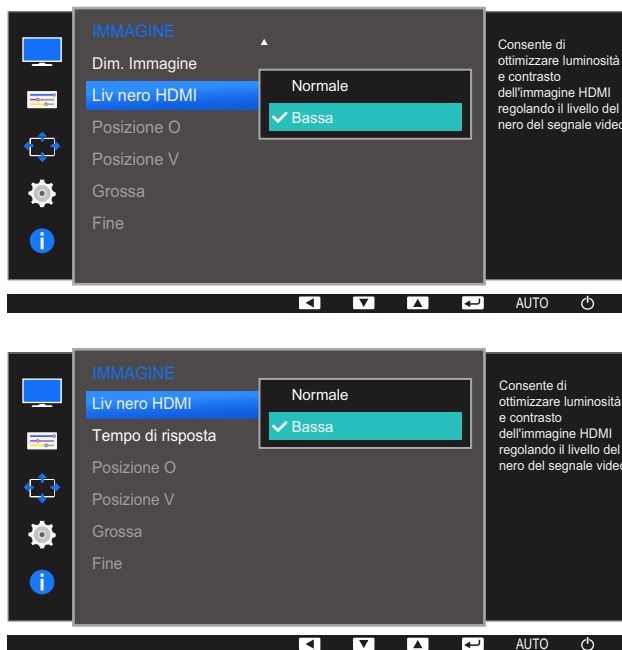 IMMAGINE
Dim. Immagine
Liv nero HDMI
Posizione O
Posizione V
Grossa
Fine
Normale
Bassa
Consente di
ottimizzare luminosità
e contrasto
dell'immagine HDMI
regolando il livello del
nero del segnale video
AUTO
IMMAGINE
Liv nero HDMI
Tempo di risposta
Posizione O
Posizione V
Grossa
Fine
Normale
Bassa
Consente di
ottimizzare luminosità
e contrasto
dell'immagine HDMI
regolando il livello del
nero del segnale video
AUTO